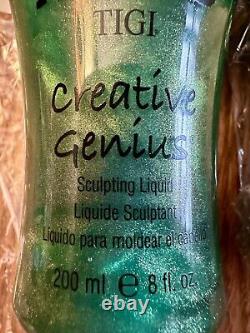 TIGI
Creative
Genius
Sculpting Liquid
Liquide Sculptant
Líquido para moldear el cabello
200 ml ℮ 8 fl. oz.